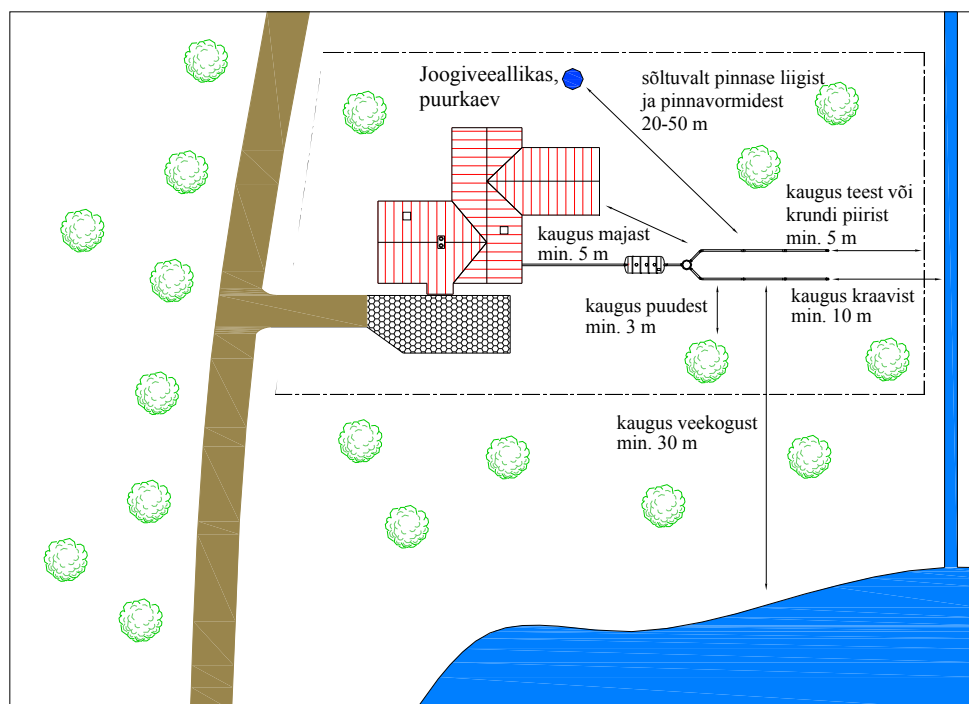 Joogiveeallikas,
puurkaev
sõltuvalt pinnase liigist
ja pinnavormidest
20-50 m
kaugus teest või
krundi piirist
min. 5 m
kaugus majast
min. 5 m
kaugus puudest
min. 3 m
kaugus kraavist
min. 10 m
kaugus veekogust
min. 30 m